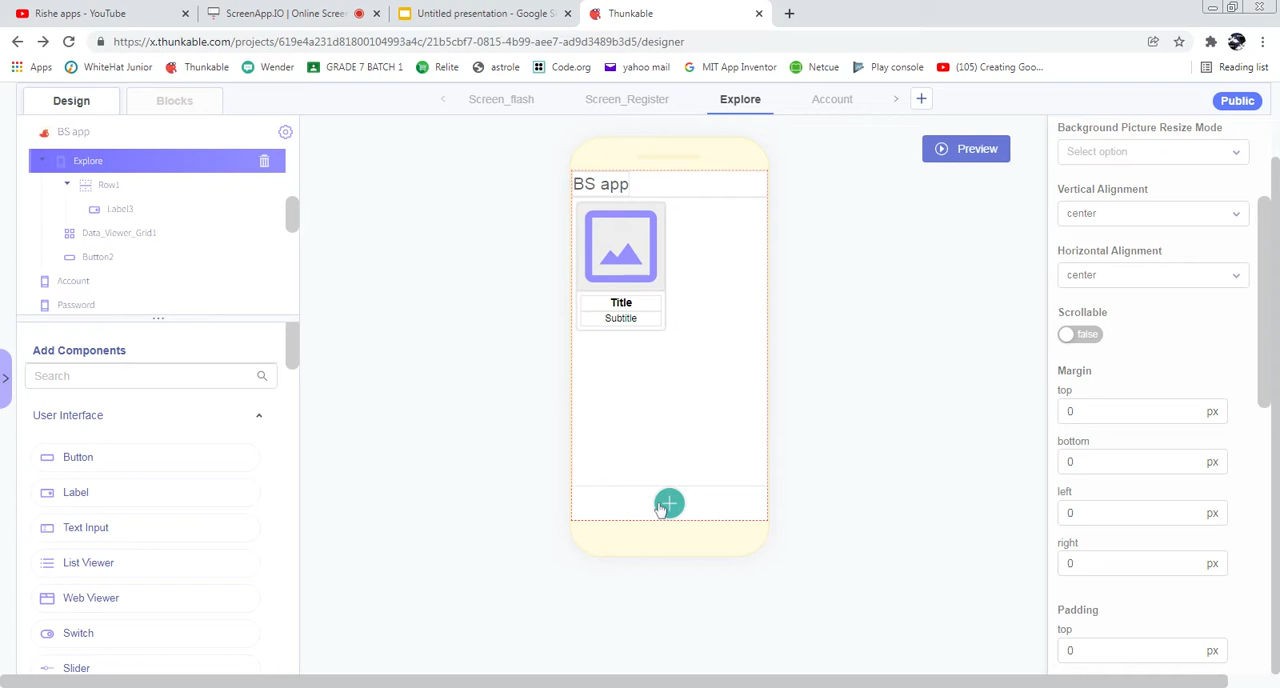 Rishe apps - YouTube
ScreenApp.IO | Online Screen
Untitled presentation - Google S
Thunkable
https://x.thunkable.com/projects/619e4a231d81800104993a4c/21b5cbf7-0815-4b99-aee7-ad9d3489b3d5/designer
Apps
WhiteHat Junior
Thunkable
Wender
GRADE 7 BATCH 1
Relite
astrole
Code.org
yahoo mail
MIT App Inventor
Netcue
Play console
(105) Creating Goo...
Reading list
Design
Blocks
Screen_flash
Screen_Register
Explore
Account
Public
BS app
Explore
Row1
Label3
Data_Viewer_Grid1
Button2
Account
Password
Add Components
Search
User Interface
Button
Label
Text Input
List Viewer
Web Viewer
Switch
Slider
Preview
BS app
Title
Subtitle
Background Picture Resize Mode
Select option
Vertical Alignment
center
Horizontal Alignment
center
Scrollable
false
Margin
top
0 px
bottom
0 px
left
0 px
right
0 px
Padding
top
0 px